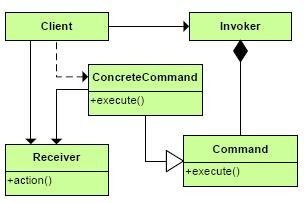 Client
Invoker
ConcreteCommand
+execute()
Receiver
+action()
Command
+execute()